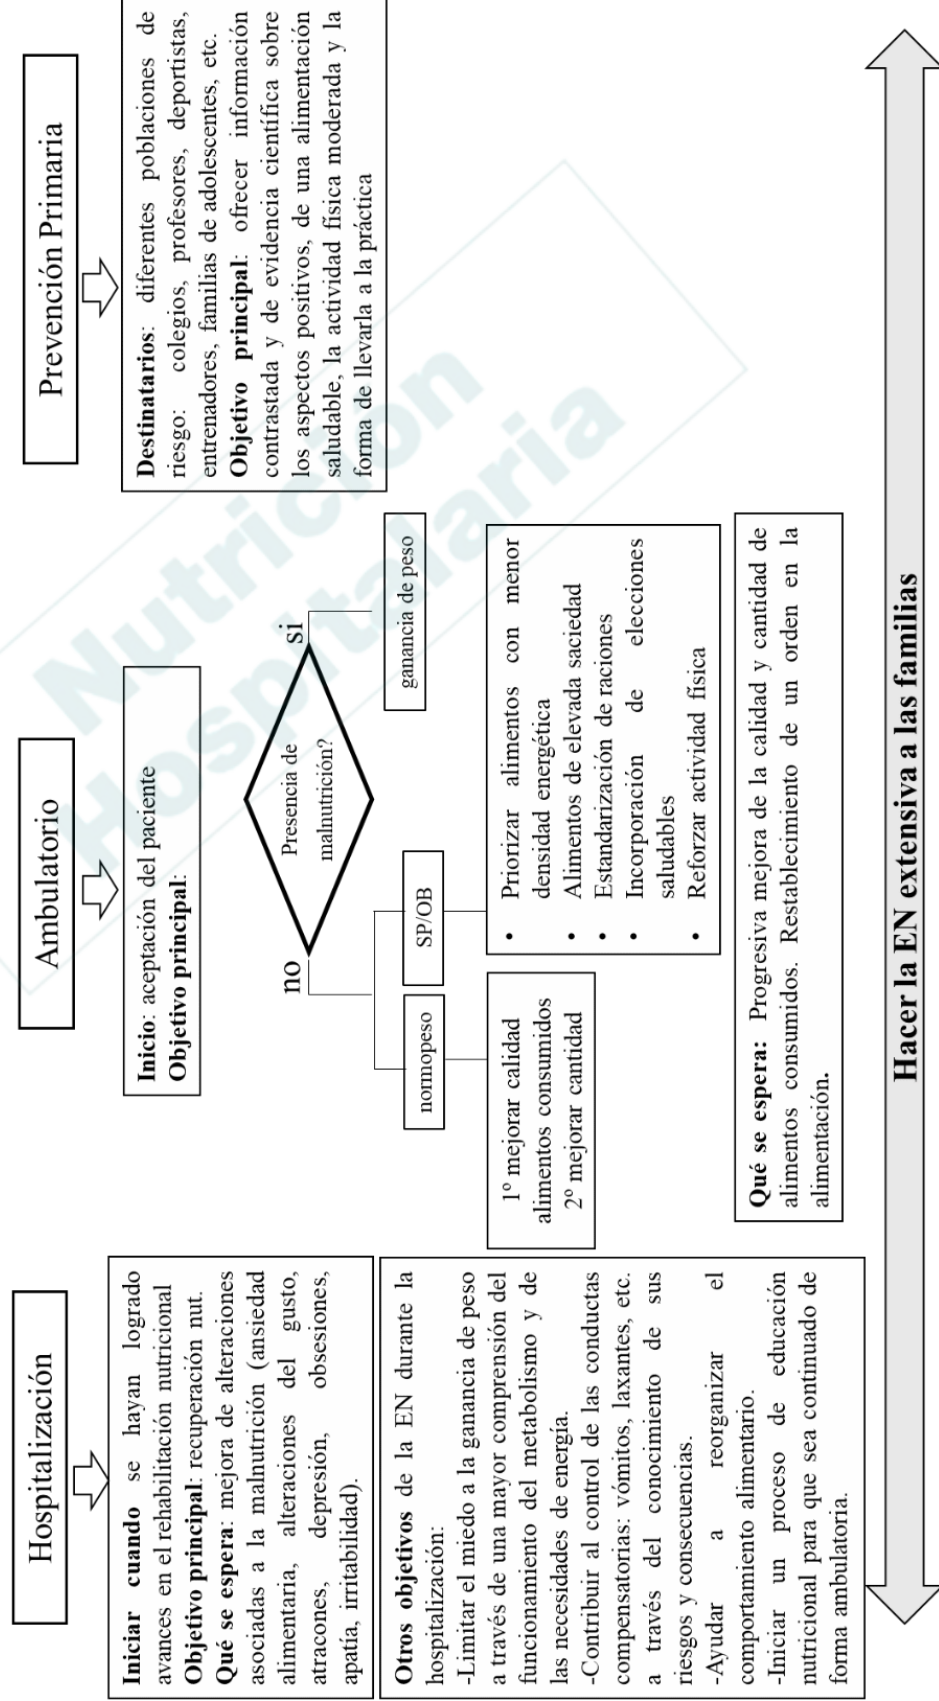 Hospitalización
Iniciar cuando se hayan logrado
avances en el rehabilitación nutricional
Objetivo principal: recuperación nut.
Qué se espera: mejora de alteraciones
asociadas a la malnutrición (ansiedad
alimentaria, alteraciones del gusto,
atracones, depresión, obsesiones,
apatía, irritabilidad).
Otros objetivos de la EN durante la
hospitalización:
-Limitar el miedo a la ganancia de peso
a través de una mayor comprensión del
funcionamiento del metabolismo y de
las necesidades de energía.
-Contribuir al control de las conductas
compensatorias: vómitos, laxantes, etc.
a través del conocimiento de sus
riesgos y consecuencias.
-Ayudar a reorganizar el
comportamiento alimentario.
-Iniciar un proceso de educación
nutricional para que sea continuado de
forma ambulatoria.
Ambulatorio
Inicio: aceptación del paciente
Objetivo principal:
Presencia de
malnutrición?
no
si
normopeso
SP/OB
ganancia de peso
1º mejorar calidad
alimentos consumidos
2º mejorar cantidad
• Priorizar alimentos con menor
densidad energética
• Alimentos de elevada saciedad
• Estandarización de raciones
• Incorporación de elecciones
saludables
• Reforzar actividad física
Qué se espera: Progresiva mejora de la calidad y cantidad de
alimentos consumidos. Restablecimiento de un orden en la
alimentación.
Prevención Primaria
Destinatarios: diferentes poblaciones de
riesgo: colegios, profesores, deportistas,
entrenadores, familias de adolescentes, etc.
Objetivo principal: ofrecer información
contrastada y de evidencia científica sobre
los aspectos positivos, de una alimentación
saludable, la actividad física moderada y la
forma de llevarla a la práctica
Hacer la EN extensiva a las familias
Nutrición
Hospitalaria